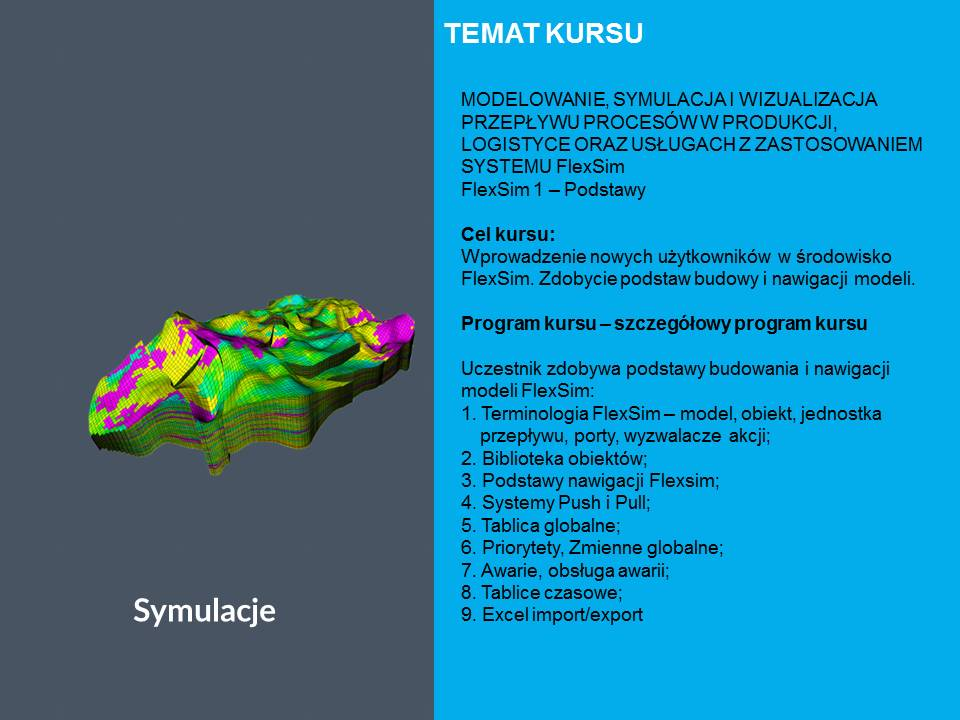 TEMAT KURSU
MODELOWANIE, SYMULACJA I WIZUALIZACJA
PRZEPŁYWU PROCESÓW W PRODUKCJI,
LOGISTYCE ORAZ USŁUGACH Z ZASTOSOWANIEM
SYSTEMU FlexSim
FlexSim 1 – Podstawy
Cel kursu:
Wprowadzenie nowych użytkowników w środowisko
FlexSim. Zdobycie podstaw budowy i nawigacji modeli.
Program kursu – szczegółowy program kursu
Uczestnik zdobywa podstawy budowania i nawigacji
modeli FlexSim:
1. Terminologia FlexSim – model, obiekt, jednostka
przepływu, porty, wyzwalacze akcji;
2. Biblioteka obiektów;
3. Podstawy nawigacji Flexsim;
4. Systemy Push i Pull;
5. Tablica globalne;
6. Priorytety, Zmienne globalne;
7. Awarie, obsługa awarii;
8. Tablice czasowe;
9. Excel import/export
Symulacje